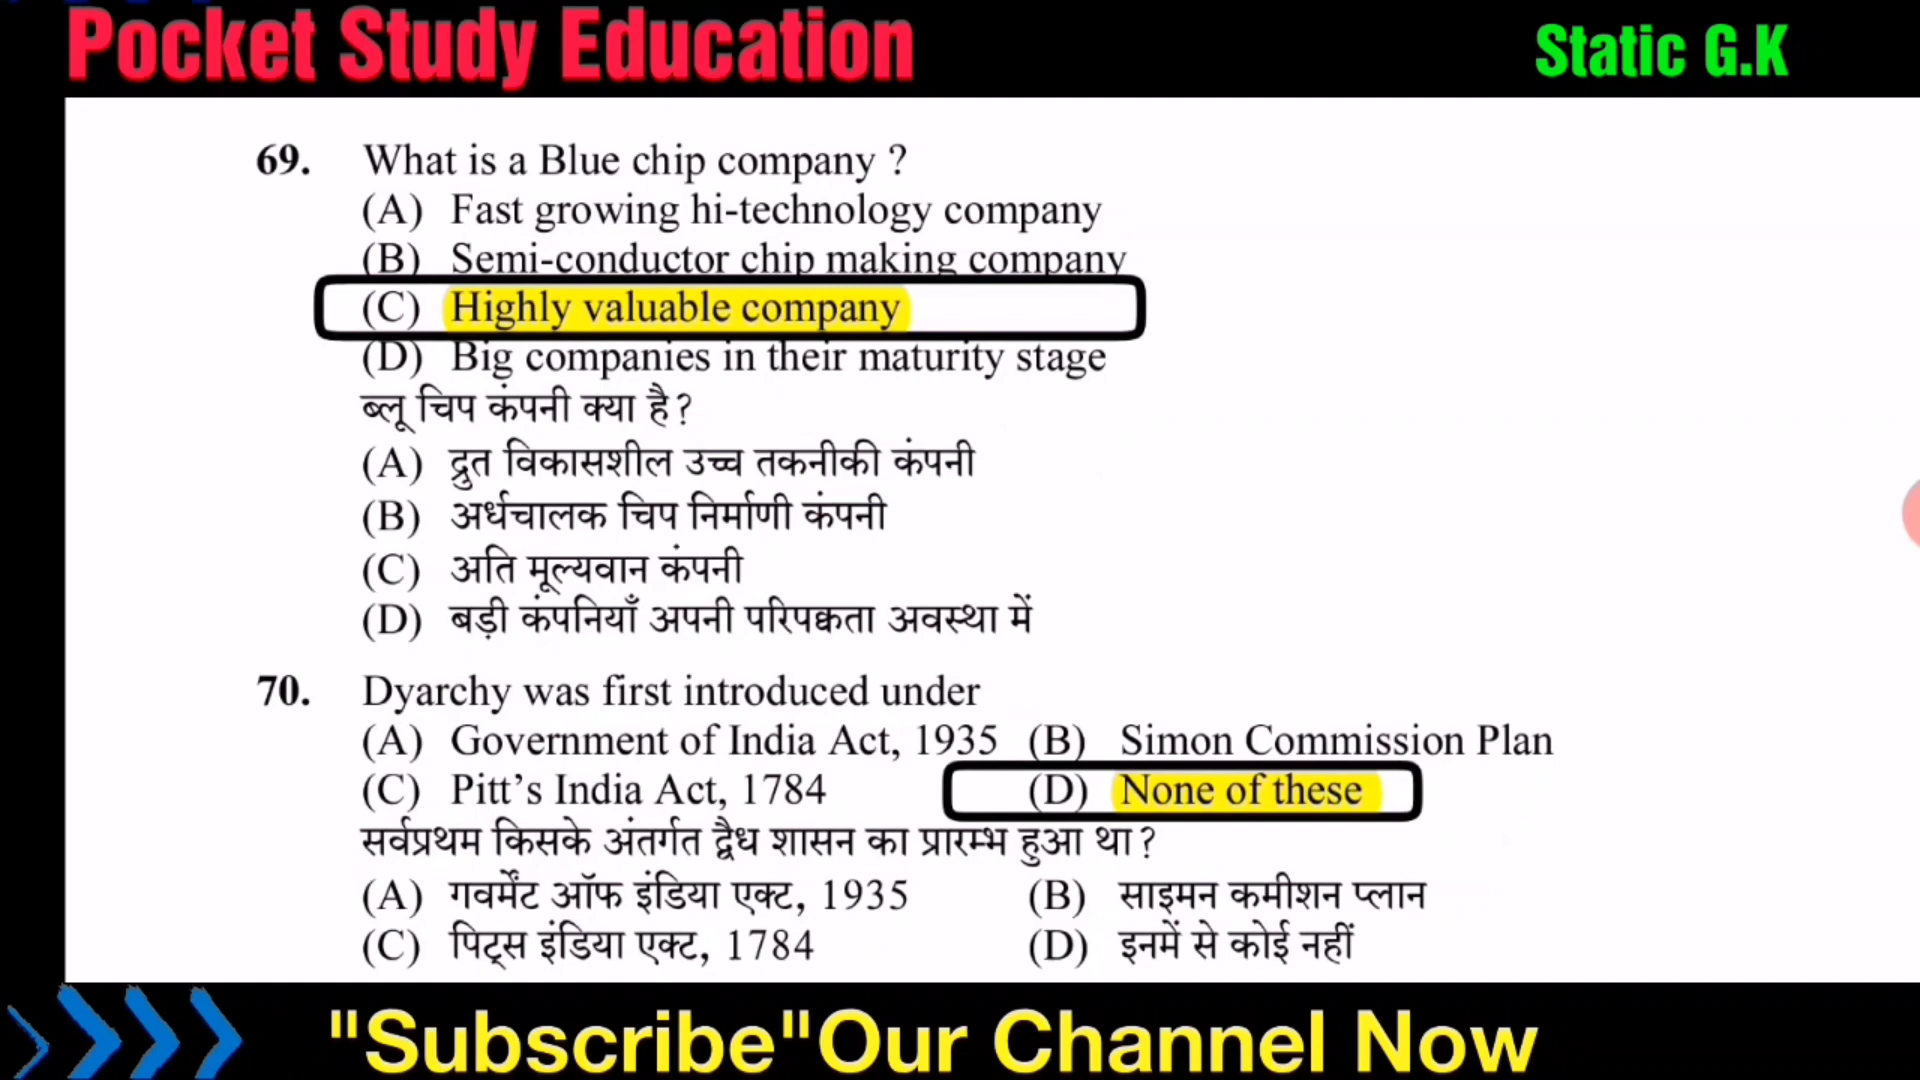 Pocket Study Education
Static G.K
69. What is a Blue chip company ?
(A) Fast growing hi-technology company
(B) Semi-conductor chip making company
(C) Highly valuable company
(D) Big companies in their maturity stage
ब्लू चिप कंपनी क्या है?
(A) द्रुत विकासशील उच्च तकनीकी कंपनी
(B) अर्धचालक चिप निर्माणी कंपनी
(C) अति मूल्यवान कंपनी
(D) बड़ी कंपनियाँ अपनी परिपक्वता अवस्था में
70. Dyarchy was first introduced under
(A) Government of India Act, 1935 (B) Simon Commission Plan
(C) Pitt’s India Act, 1784 (D) None of these
सर्वप्रथम किसके अंतर्गत द्वैध शासन का प्रारम्भ हुआ था?
(A) गवर्मेंट ऑफ इंडिया एक्ट, 1935 (B) साइमन कमीशन प्लान
(C) पिट्स इंडिया एक्ट, 1784 (D) इनमें से कोई नहीं
"Subscribe"Our Channel Now